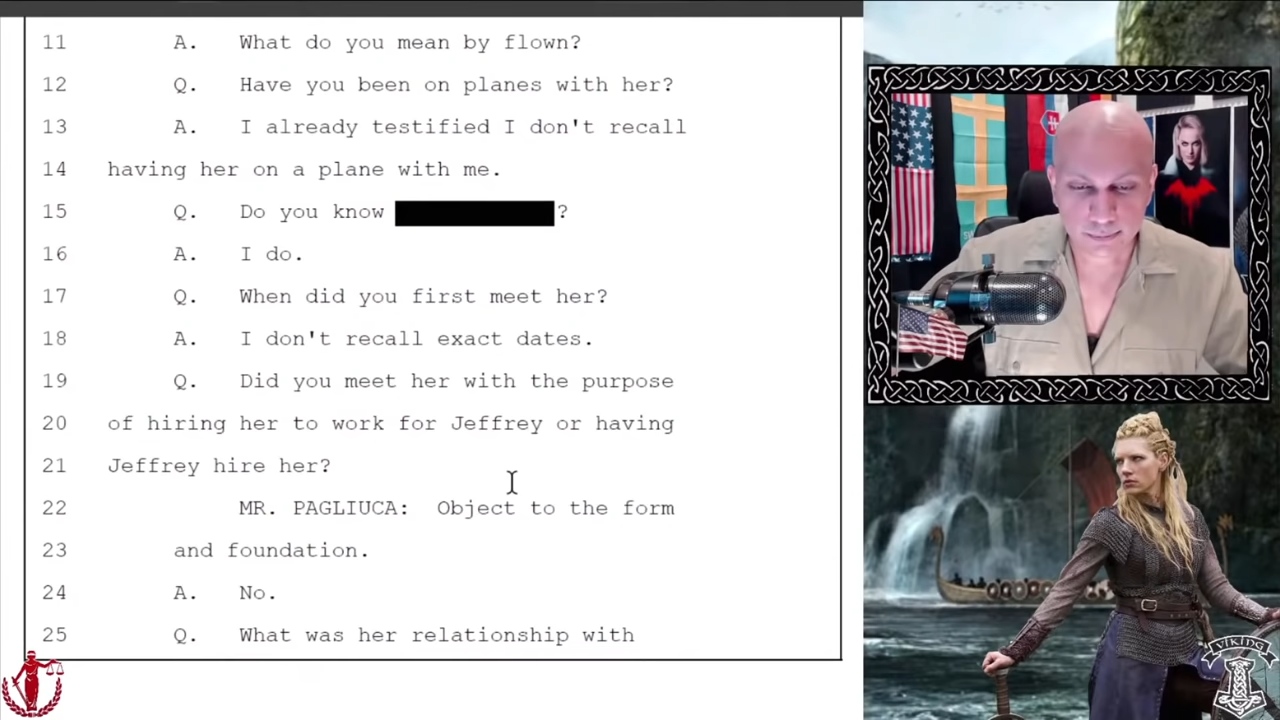 11 A. What do you mean by flown?
12 Q. Have you been on planes with her?
13 A. I already testified I don't recall
14 having her on a plane with me.
15 Q. Do you know ?
16 A. I do.
17 Q. When did you first meet her?
18 A. I don't recall exact dates.
19 Q. Did you meet her with the purpose
20 of hiring her to work for Jeffrey or having
21 Jeffrey hire her?
22 MR. PAGLIUCA: Object to the form
23 and foundation.
24 A. No.
25 Q. What was her relationship with
VIKING